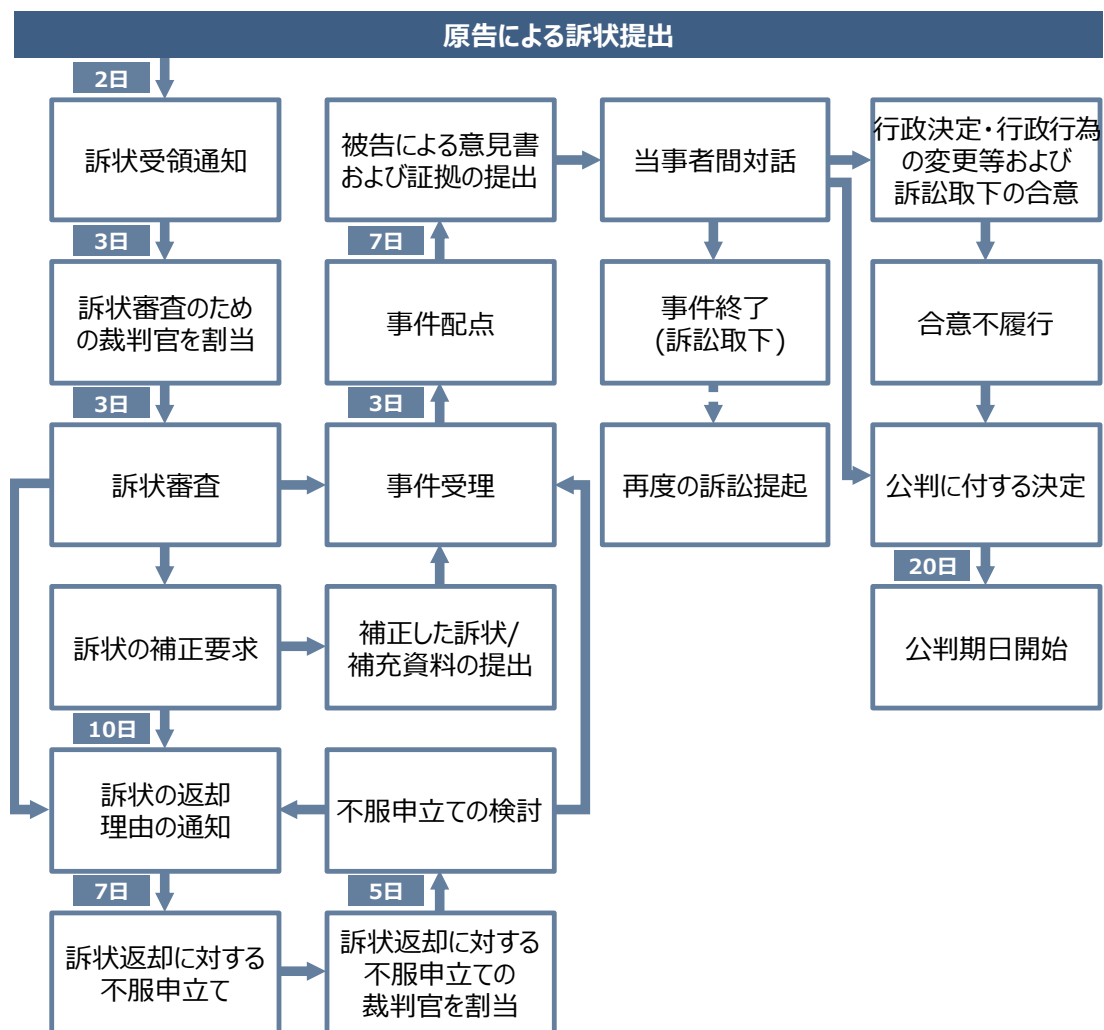 原告による訴状提出
2日
訴状受領通知
3日
訴状審査のため
の裁判官を割当
3日
訴状審査
訴状の補正要求
10日
訴状の返却
理由の通知
7日
訴状返却に対する
不服申立て
被告による意見書
および証拠の提出
7日
事件配点
3日
事件受理
補正した訴状/
補充資料の提出
不服申立ての検討
5日
訴状返却に対する
不服申立ての
裁判官を割当
当事者間対話
事件終了
(訴訟取下)
再度の訴訟提起
行政決定・行政行為
の変更等および
訴訟取下の合意
合意不履行
公判に付する決定
20日
公判期日開始